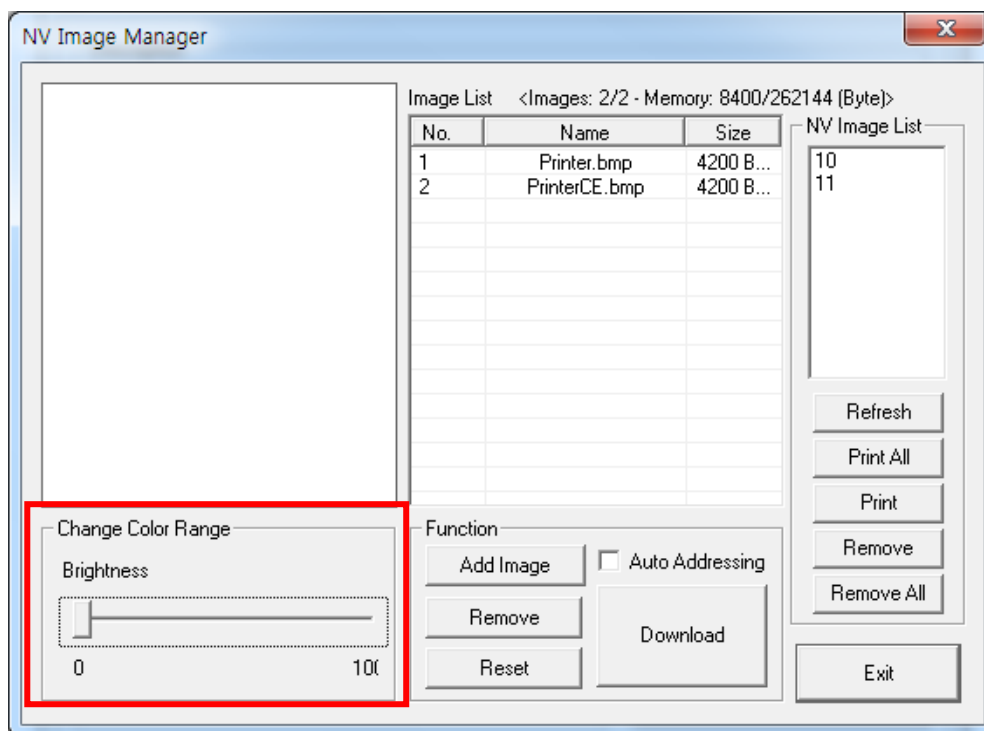 NV Image Manager
Image List <Images: 2/2 - Memory: 8400/262144 (Byte)>
No. Name Size
1 Printer.bmp 4200 B...
2 PrinterCE.bmp 4200 B...
NV Image List
10
11
Refresh
Print All
Print
Remove
Remove All
Change Color Range
Brightness
0 100
Function
Add Image
Auto Addressing
Remove
Download
Reset
Exit